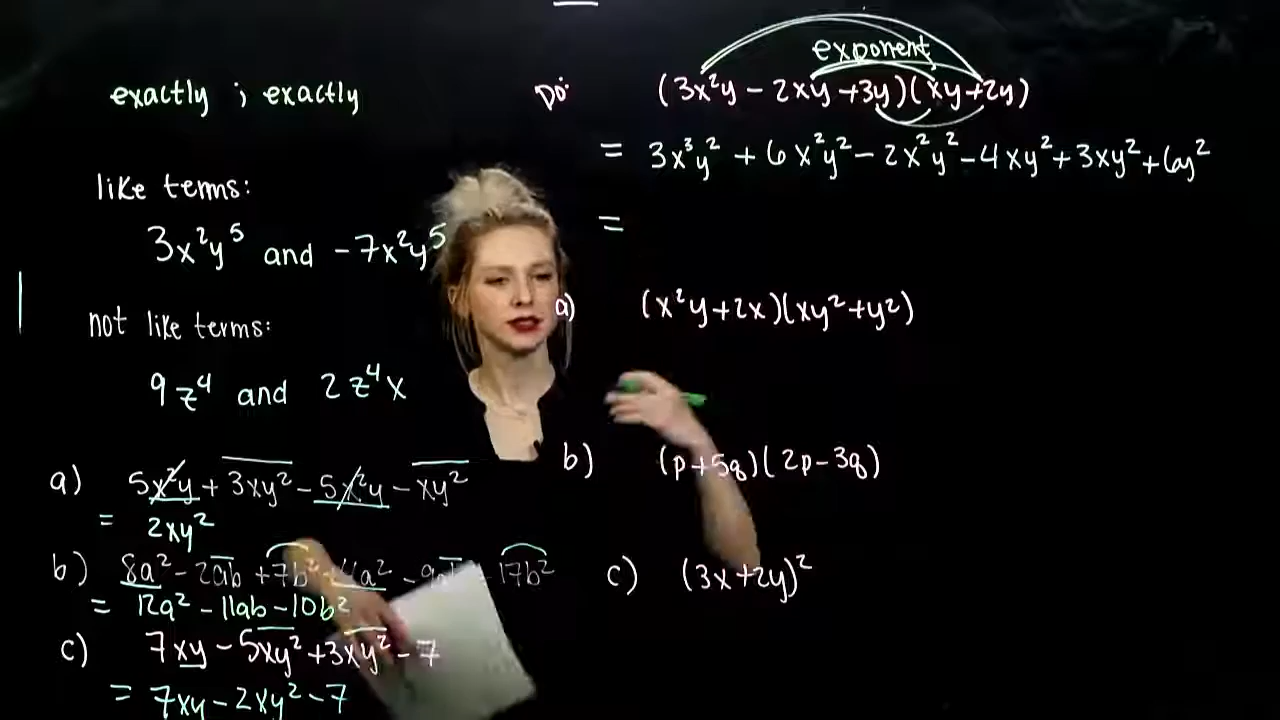 exactly ; exactly
like terms:
3x²y⁵ and -7x²y⁵
not like terms:
9z⁴ and 2z⁴x
a) 5x²y + 3xy² - 5x²y - xy²
= 2xy²
b) 8a² - 2ab + 7b² 4a² - 17b²
= 12a² - 11ab - 10b²
c) 7xy - 5xy² + 3xy² - 7
= 7xy - 2xy² - 7
exponent
DO: (3x²y - 2xy + 3y)(xy + 2y)
= 3x³y² + 6x²y² - 2x²y² - 4xy² + 3xy² + 6y²
=
a) (x²y + 2x)(xy² + y²)
b) (p + 5q)(2p - 3q)
c) (3x + 2y)²